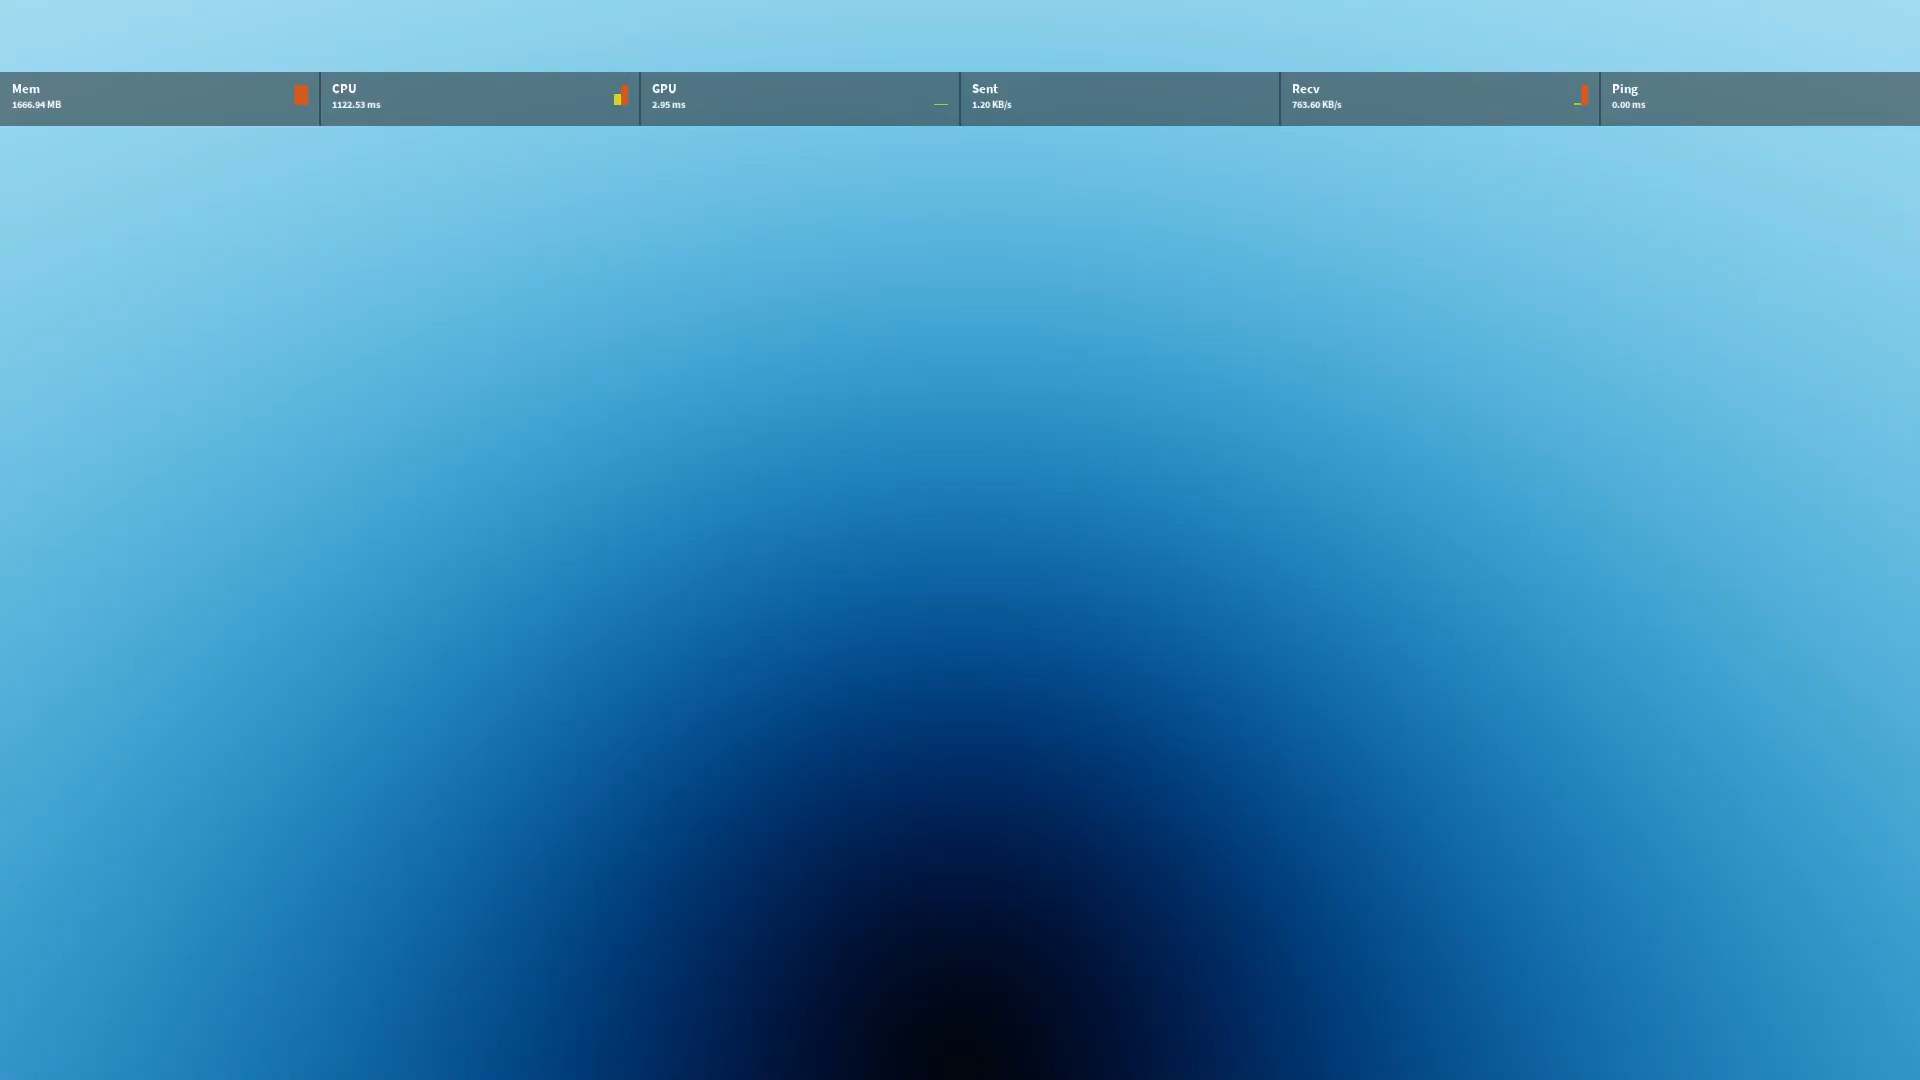 Mem
1666.94 MB
CPU
1122.53 ms
GPU
2.95 ms
Sent
1.20 KB/s
Recv
763.60 KB/s
Ping
0.00 ms